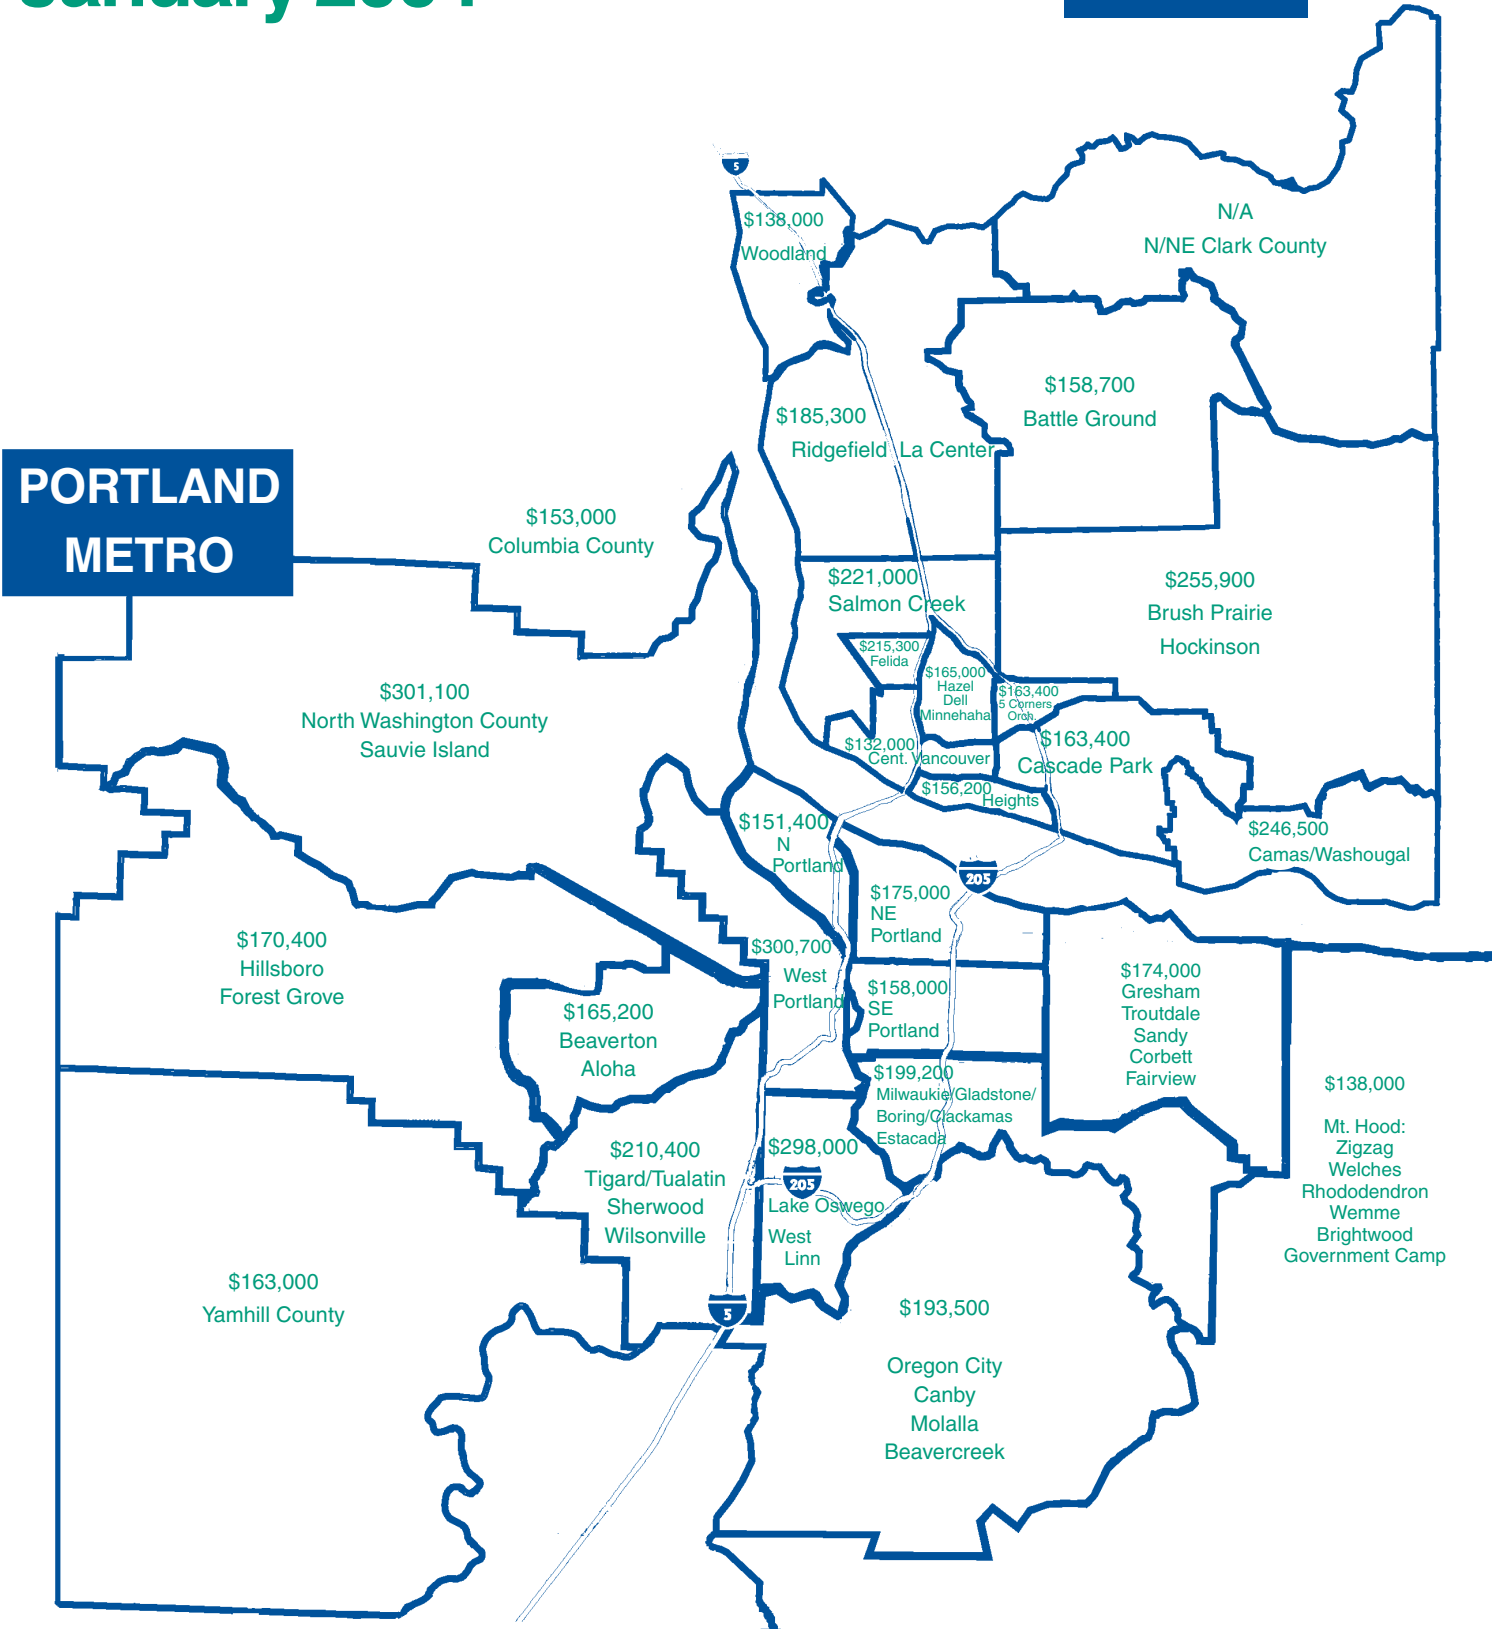 5
$138,000
Woodland
N/A
N/NE Clark County
$158,700
Battle Ground
$185,300
Ridgefield La Center
PORTLAND
METRO
$153,000
Columbia County
$221,000
Salmon Creek
$255,900
Brush Prairie
Hockinson
$215,300
Felida
$165,000
Hazel
Dell
Minnehaha
$163,400
5 Corners
Orch.
$301,100
North Washington County
Sauvie Island
$132,000
Cent. Vancouver
$163,400
Cascade Park
$156,200
Heights
$246,500
Camas/Washougal
$151,400
N
Portland
205
$175,000
NE
Portland
$170,400
Hillsboro
Forest Grove
$300,700
West
Portland
$158,000
SE
Portland
$174,000
Gresham
Troutdale
Sandy
Corbett
Fairview
$165,200
Beaverton
Aloha
$199,200
Milwaukie/Gladstone/
Boring/Clackamas
Estacada
$138,000
Mt. Hood:
Zigzag
Welches
Rhododendron
Wemme
Brightwood
Government Camp
$210,400
Tigard/Tualatin
Sherwood
Wilsonville
$298,000
205
Lake Oswego
West
Linn
$163,000
Yamhill County
5
$193,500
Oregon City
Canby
Molalla
Beavercreek